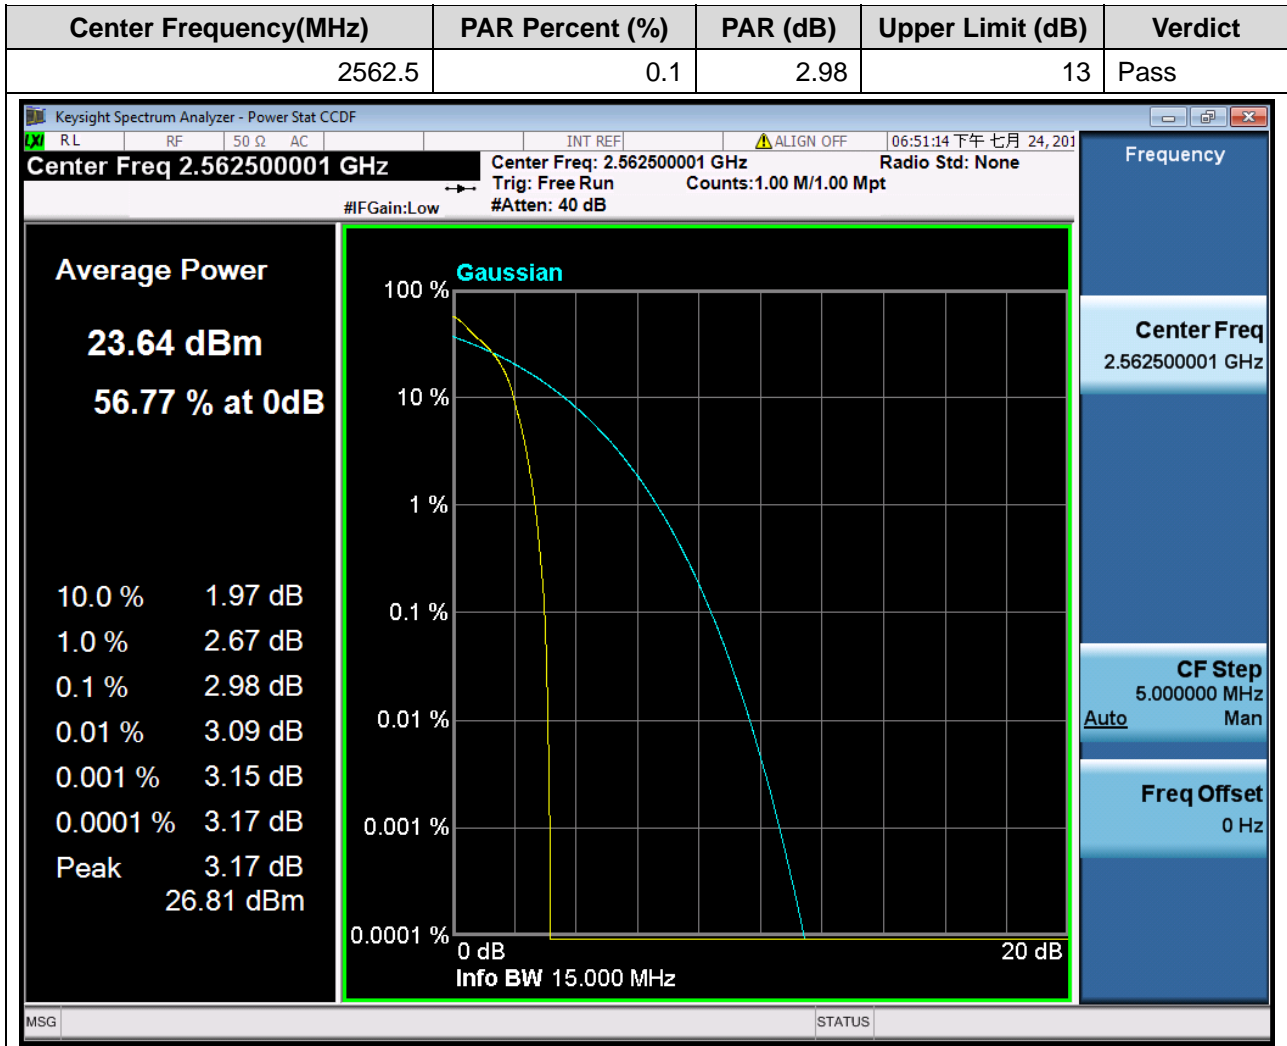 Center Frequency(MHz) PAR Percent (%) PAR (dB) Upper Limit (dB) Verdict
2562.5 0.1 2.98 13 Pass
Keysight Spectrum Analyzer - Power Stat CCDF
LXI RL RF 50 Ω AC INT REF ALIGN OFF 06:51:14 下午 七月 24, 201
Center Freq 2.562500001 GHz
Center Freq: 2.562500001 GHz Radio Std: None
Trig: Free Run Counts:1.00 M/1.00 Mpt
#IFGain:Low #Atten: 40 dB
Average Power
23.64 dBm
56.77 % at 0dB
10.0 % 1.97 dB
1.0 % 2.67 dB
0.1 % 2.98 dB
0.01 % 3.09 dB
0.001 % 3.15 dB
0.0001 % 3.17 dB
Peak 3.17 dB
26.81 dBm
Gaussian
100 %
10 %
1 %
0.1 %
0.01 %
0.001 %
0.0001 %
0 dB 20 dB
Info BW 15.000 MHz
Frequency
Center Freq
2.562500001 GHz
CF Step
5.000000 MHz
Auto Man
Freq Offset
0 Hz
MSG STATUS